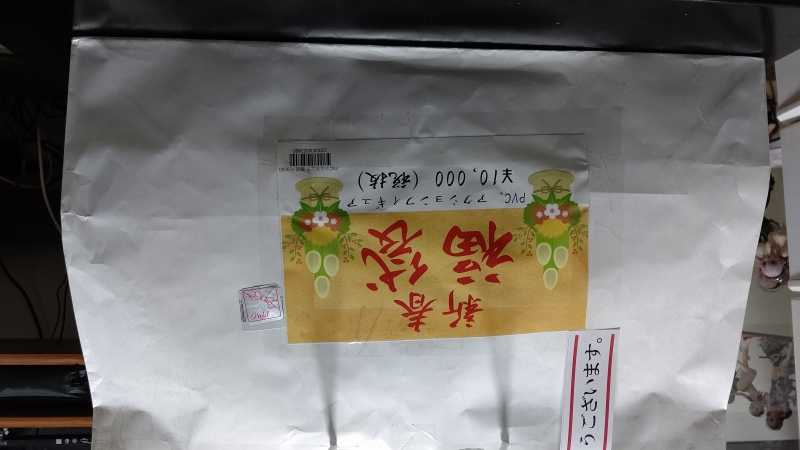 新春
福袋
PVC、アクションフィギュア
¥10,000 (税抜)
うございます。